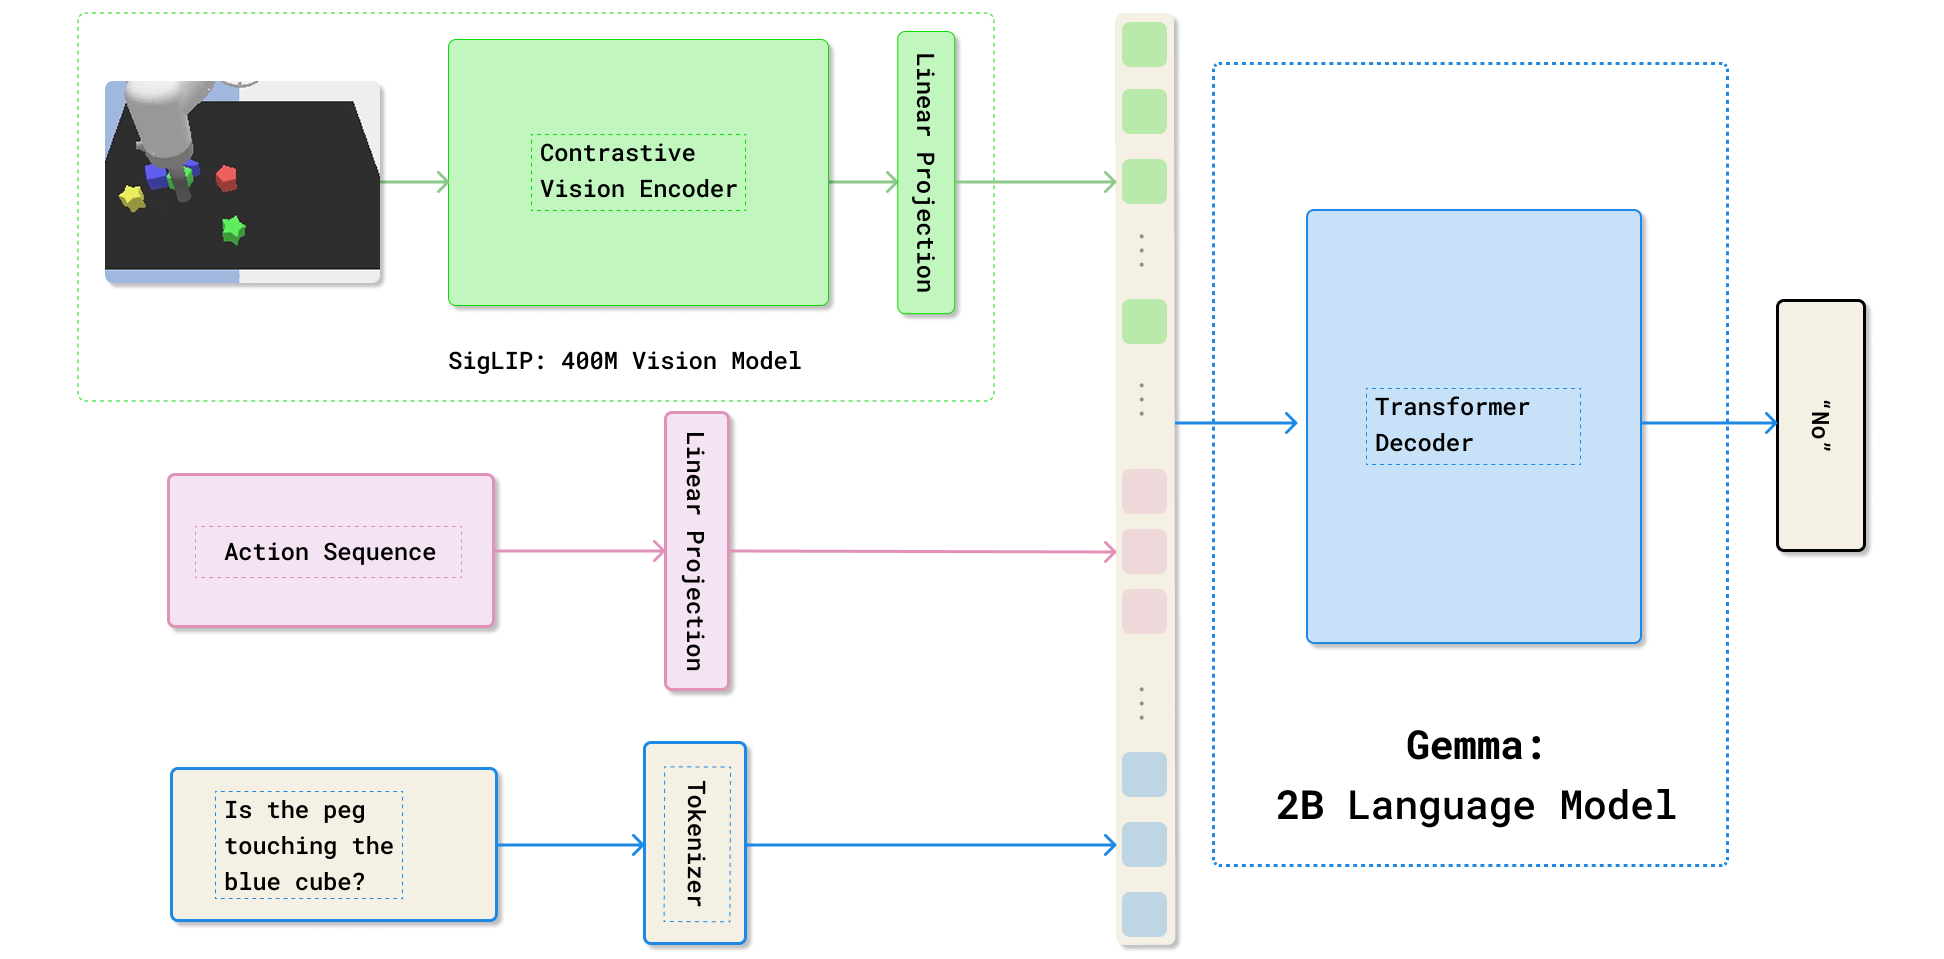 Contrastive
Vision Encoder
Linear Projection
SigLIP: 400M Vision Model
Action Sequence
Linear Projection
Is the peg
touching the
blue cube?
Tokenizer
Transformer
Decoder
Gemma:
2B Language Model
“No”